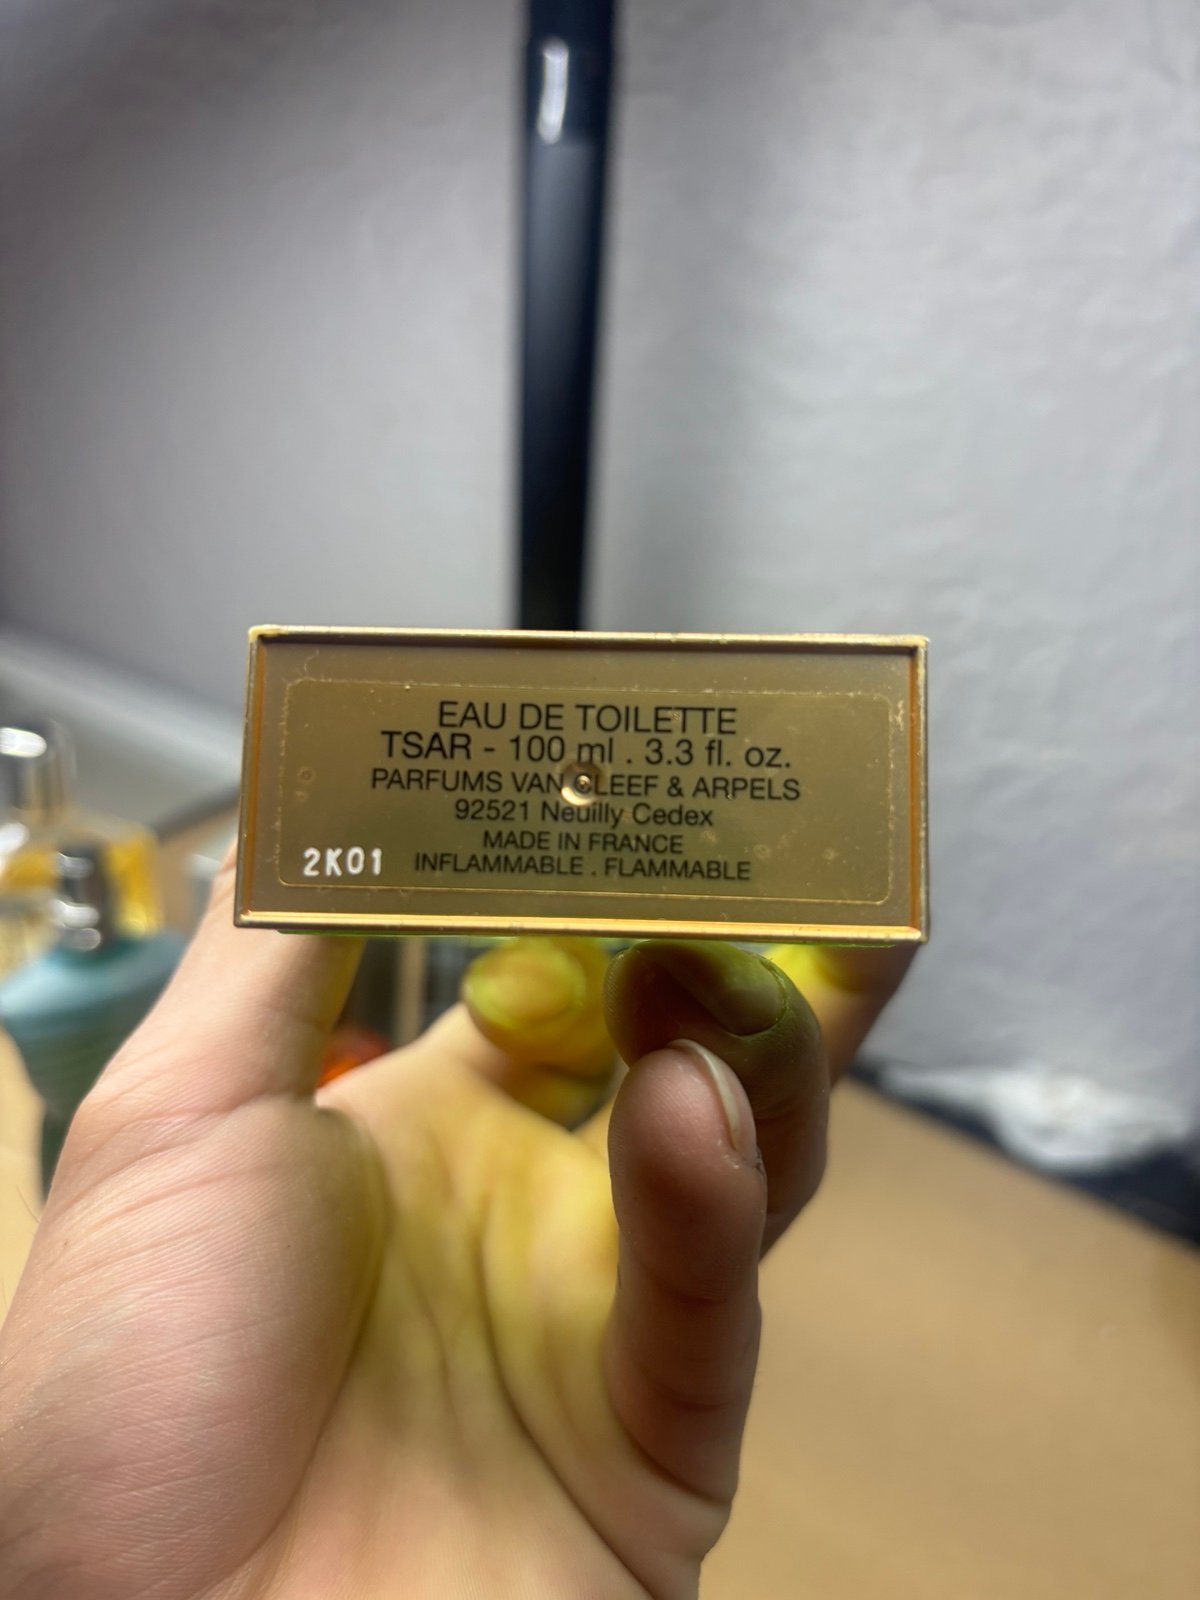 EAU DE TOILETTE
TSAR - 100 ml . 3.3 fl. oz.
PARFUMS VAN CLEEF & ARPELS
92521 Neuilly Cedex
MADE IN FRANCE
INFLAMMABLE . FLAMMABLE
2K01